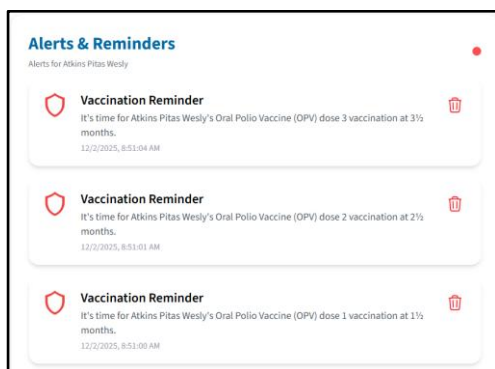 Alerts & Reminders
Alerts for Atkins Pitas Wesly
Vaccination Reminder
It's time for Atkins Pitas Wesly's Oral Polio Vaccine (OPV) dose 3 vaccination at 3½
months.
12/2/2025, 8:51:04 AM
Vaccination Reminder
It's time for Atkins Pitas Wesly's Oral Polio Vaccine (OPV) dose 2 vaccination at 2½
months.
12/2/2025, 8:51:01 AM
Vaccination Reminder
It's time for Atkins Pitas Wesly's Oral Polio Vaccine (OPV) dose 1 vaccination at 1½
months.
12/2/2025, 8:51:00 AM